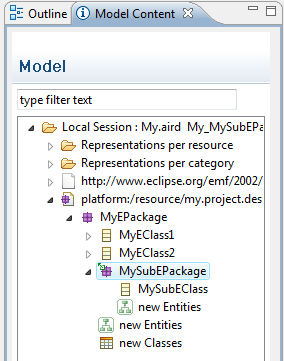 Outline Model Content
Model
type filter text
Local Session : My.aird My_MySubEPa
Representations per resource
Representations per category
http://www.eclipse.org/emf/2002/
platform:/resource/my.project.des
MyEPackage
MyEClass1
MyEClass2
MySubEPackage
MySubEClass
new Entities
new Entities
new Classes